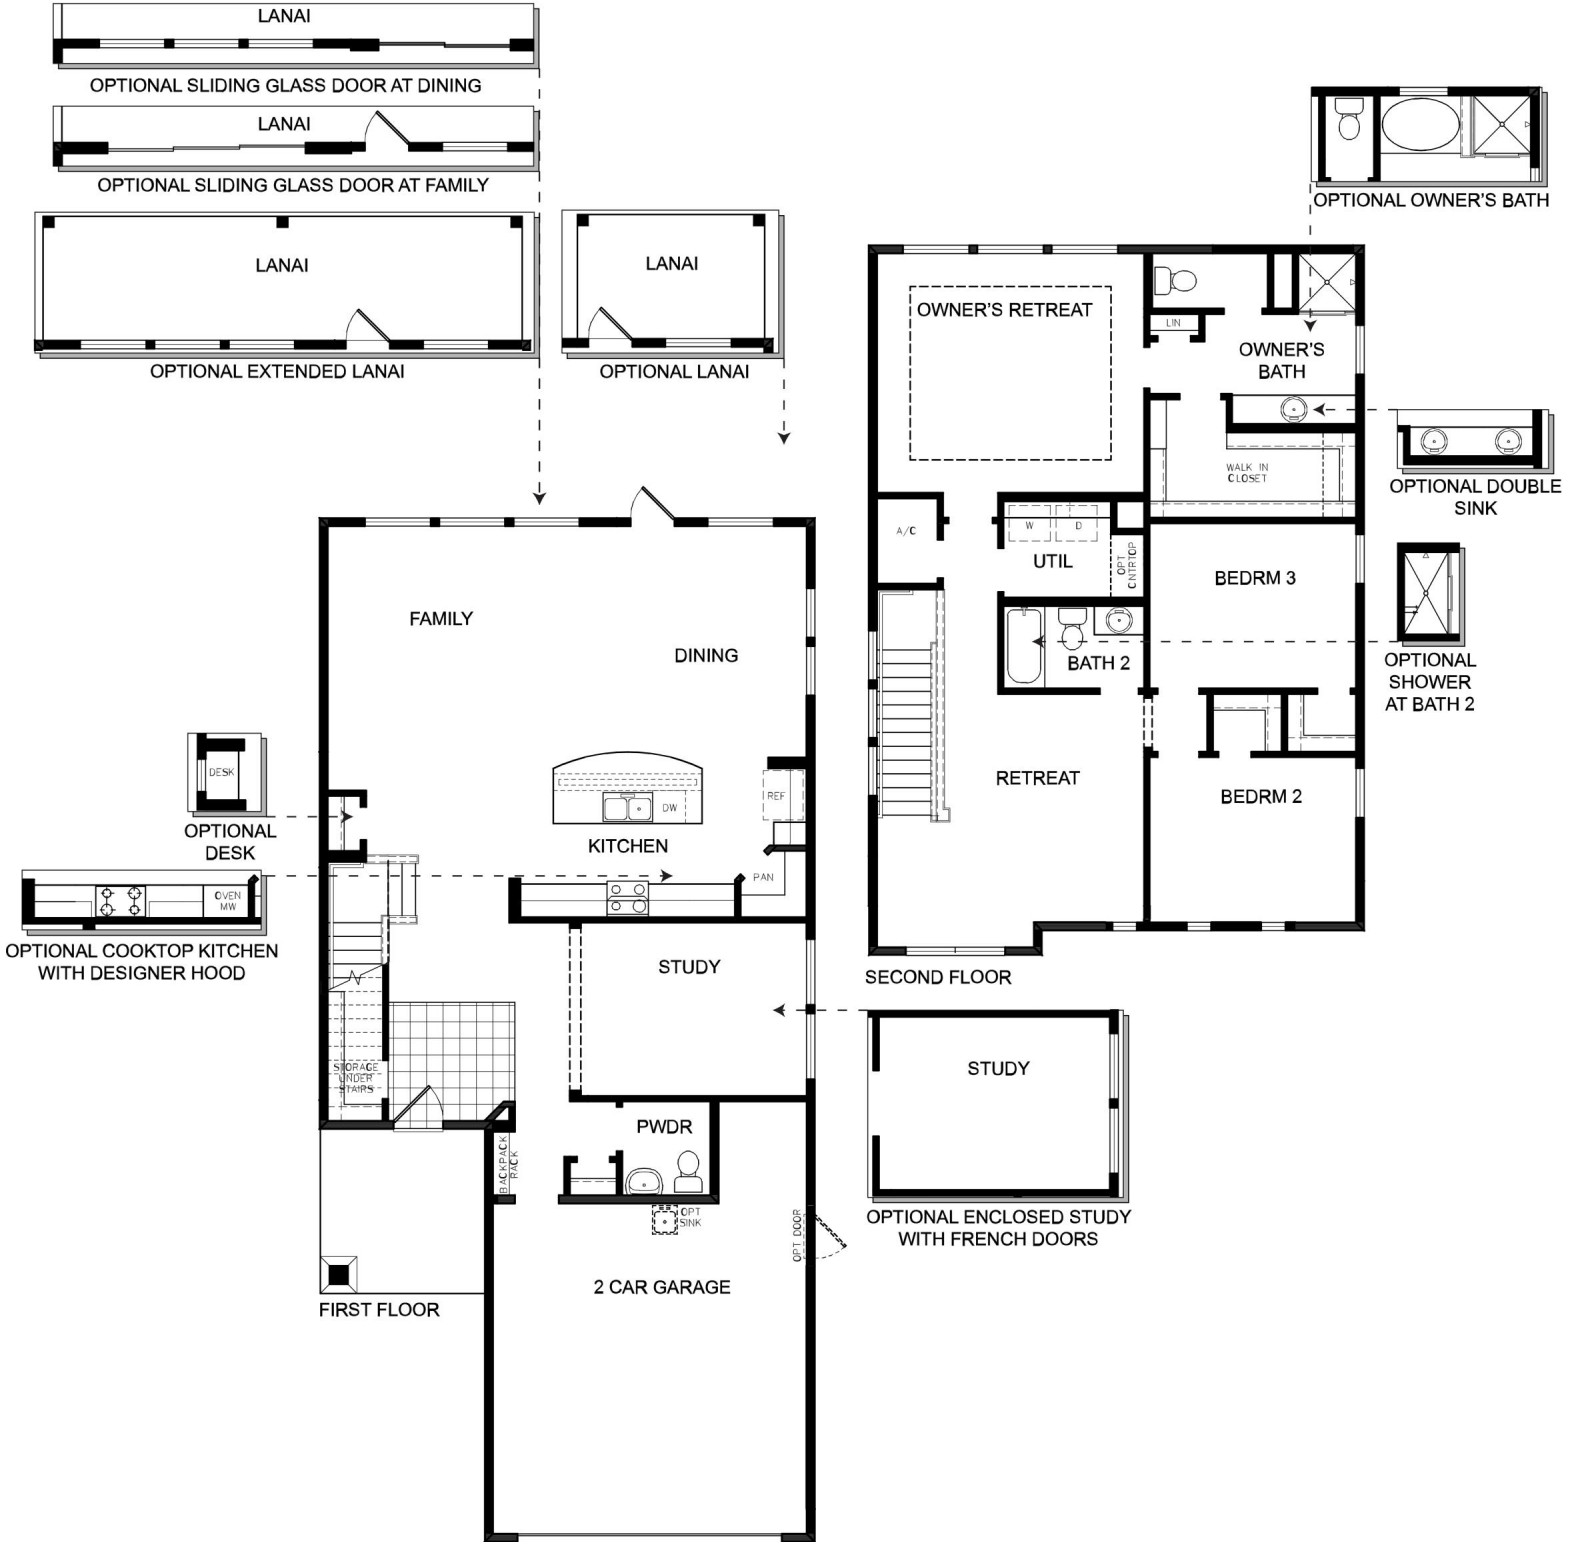 LANAI
OPTIONAL SLIDING GLASS DOOR AT DINING
LANAI
OPTIONAL SLIDING GLASS DOOR AT FAMILY
LANAI
OPTIONAL EXTENDED LANAI
LANAI
OPTIONAL LANAI
OPTIONAL OWNER'S BATH
OWNER'S RETREAT
LIN
OWNER'S
BATH
WALK IN
CLOSET
OPTIONAL DOUBLE
SINK
A/C
W
D
UTIL
OPT
CNTRTOP
BEDRM 3
BATH 2
OPTIONAL
SHOWER
AT BATH 2
RETREAT
BEDRM 2
SECOND FLOOR
FAMILY
DINING
DESK
OPTIONAL
DESK
REF
DW
KITCHEN
PAN
OVEN
MW
OPTIONAL COOKTOP KITCHEN
WITH DESIGNER HOOD
STUDY
STORAGE
UNDER
STAIRS
STUDY
OPTIONAL ENCLOSED STUDY
WITH FRENCH DOORS
PWDR
BACKPACK
RACK
OPT
SINK
OPT DOOR
2 CAR GARAGE
FIRST FLOOR